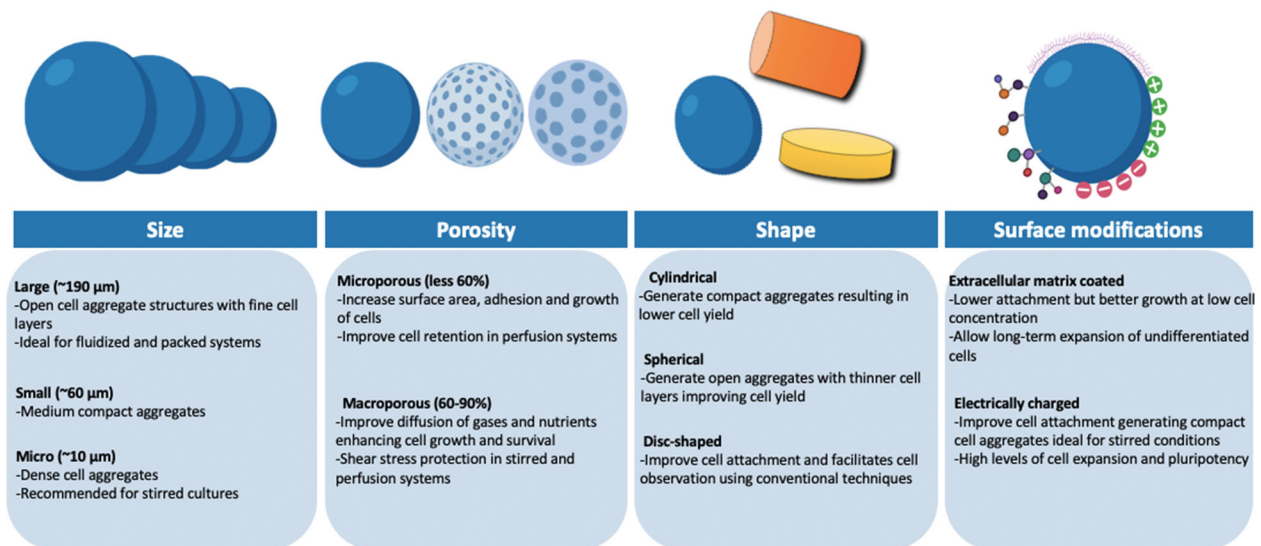 Size
Large (~190 µm)
-Open cell aggregate structures with fine cell
layers
-Ideal for fluidized and packed systems
Small (~60 µm)
-Medium compact aggregates
Micro (~10 µm)
-Dense cell aggregates
-Recommended for stirred cultures
Porosity
Microporous (less 60%)
-Increase surface area, adhesion and growth
of cells
-Improve cell retention in perfusion systems
Macroporous (60-90%)
-Improve diffusion of gases and nutrients
enhancing cell growth and survival
-Shear stress protection in stirred and
perfusion systems
Shape
Cylindrical
-Generate compact aggregates resulting in
lower cell yield
Spherical
-Generate open aggregates with thinner cell
layers improving cell yield
Disc-shaped
-Improve cell attachment and facilitates cell
observation using conventional techniques
Surface modifications
Extracellular matrix coated
-Lower attachment but better growth at low cell
concentration
-Allow long-term expansion of undifferentiated
cells
Electrically charged
-Improve cell attachment generating compact
cell aggregates ideal for stirred conditions
-High levels of cell expansion and pluripotency